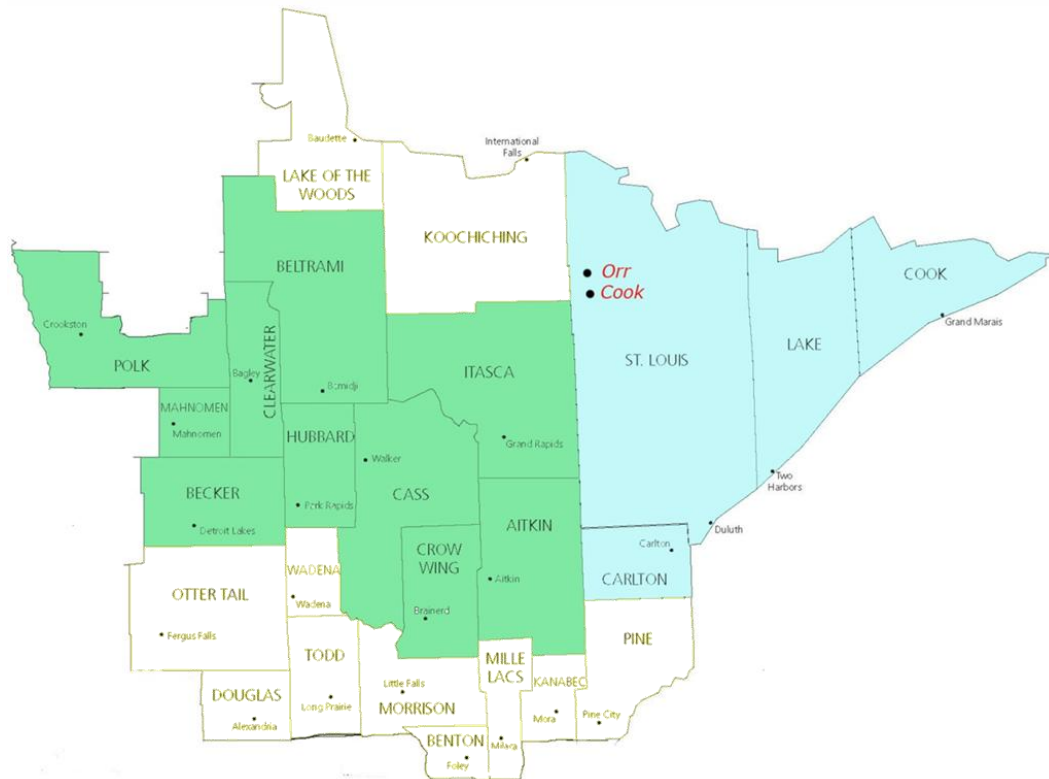 Baudette
International
Falls
LAKE OF THE
WOODS
KOOCHICHING
BELTRAMI
Orr
Cook
COOK
Grand Marais
Crookston
POLK
Bagley
CLEARWATER
Bemidji
ITASCA
ST. LOUIS
LAKE
MAHNOMEN
Mahnomen
HUBBARD
Walker
Grand Rapids
Two
Harbors
BECKER
Detroit Lakes
Park Rapids
CASS
AITKIN
Duluth
CROW
WING
Aitkin
Brainerd
Carlton
CARLTON
OTTER TAIL
Fergus Falls
WADENA
Wadena
TODD
Long Prairie
Little Falls
MORRISON
MILLE
LACS
KANABEC
Mora
PINE
Pine City
DOUGLAS
Alexandria
BENTON
Foley
Milaca